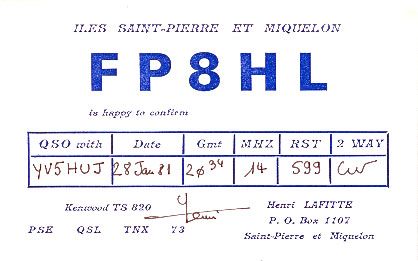 ILES SAINT-PIERRE ET MIQUELON
FP8HL
is happy to confirm
QSO with Date Gmt MHZ RST 2 WAY
YV5HUJ 28 Jan 81 2Ø34 14 599 CW
Kenwood TS 820 Henri Henri LAFITTE
P. O. Box 1107
PSE QSL TNX 73 Saint-Pierre et Miquelon